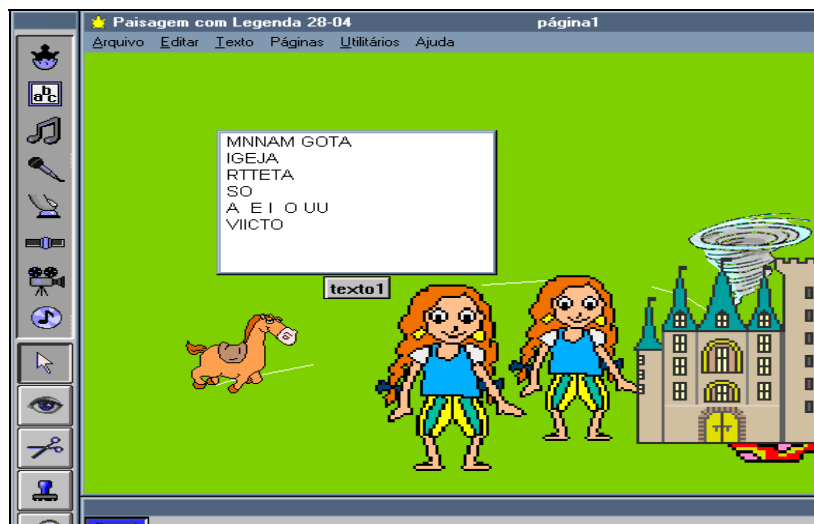 Paisagem com Legenda 28-04 página1
Arquivo Editar Texto Páginas Utilitários Ajuda
abc
MNNAM GOTA
IGEJA
RTTETA
SO
A E I O UU
VIICTO
texto1